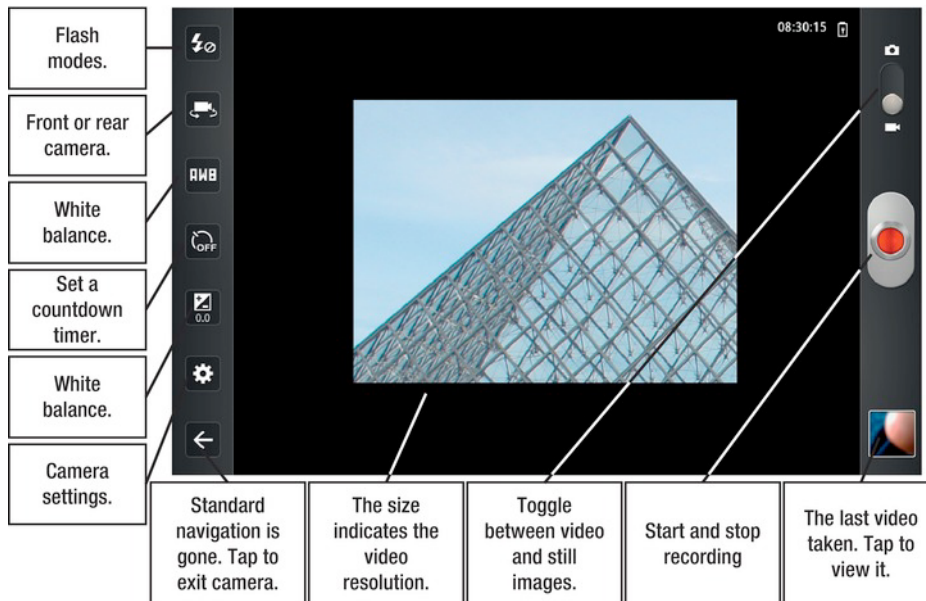 Flash
modes.
Front or rear
camera.
White
balance.
Set a
countdown
timer.
White
balance.
Camera
settings.
08:30:15
AWB
OFF
0.0
Standard
navigation is
gone. Tap to
exit camera.
The size
indicates the
video
resolution.
Toggle
between video
and still
images.
Start and stop
recording
The last video
taken. Tap to
view it.